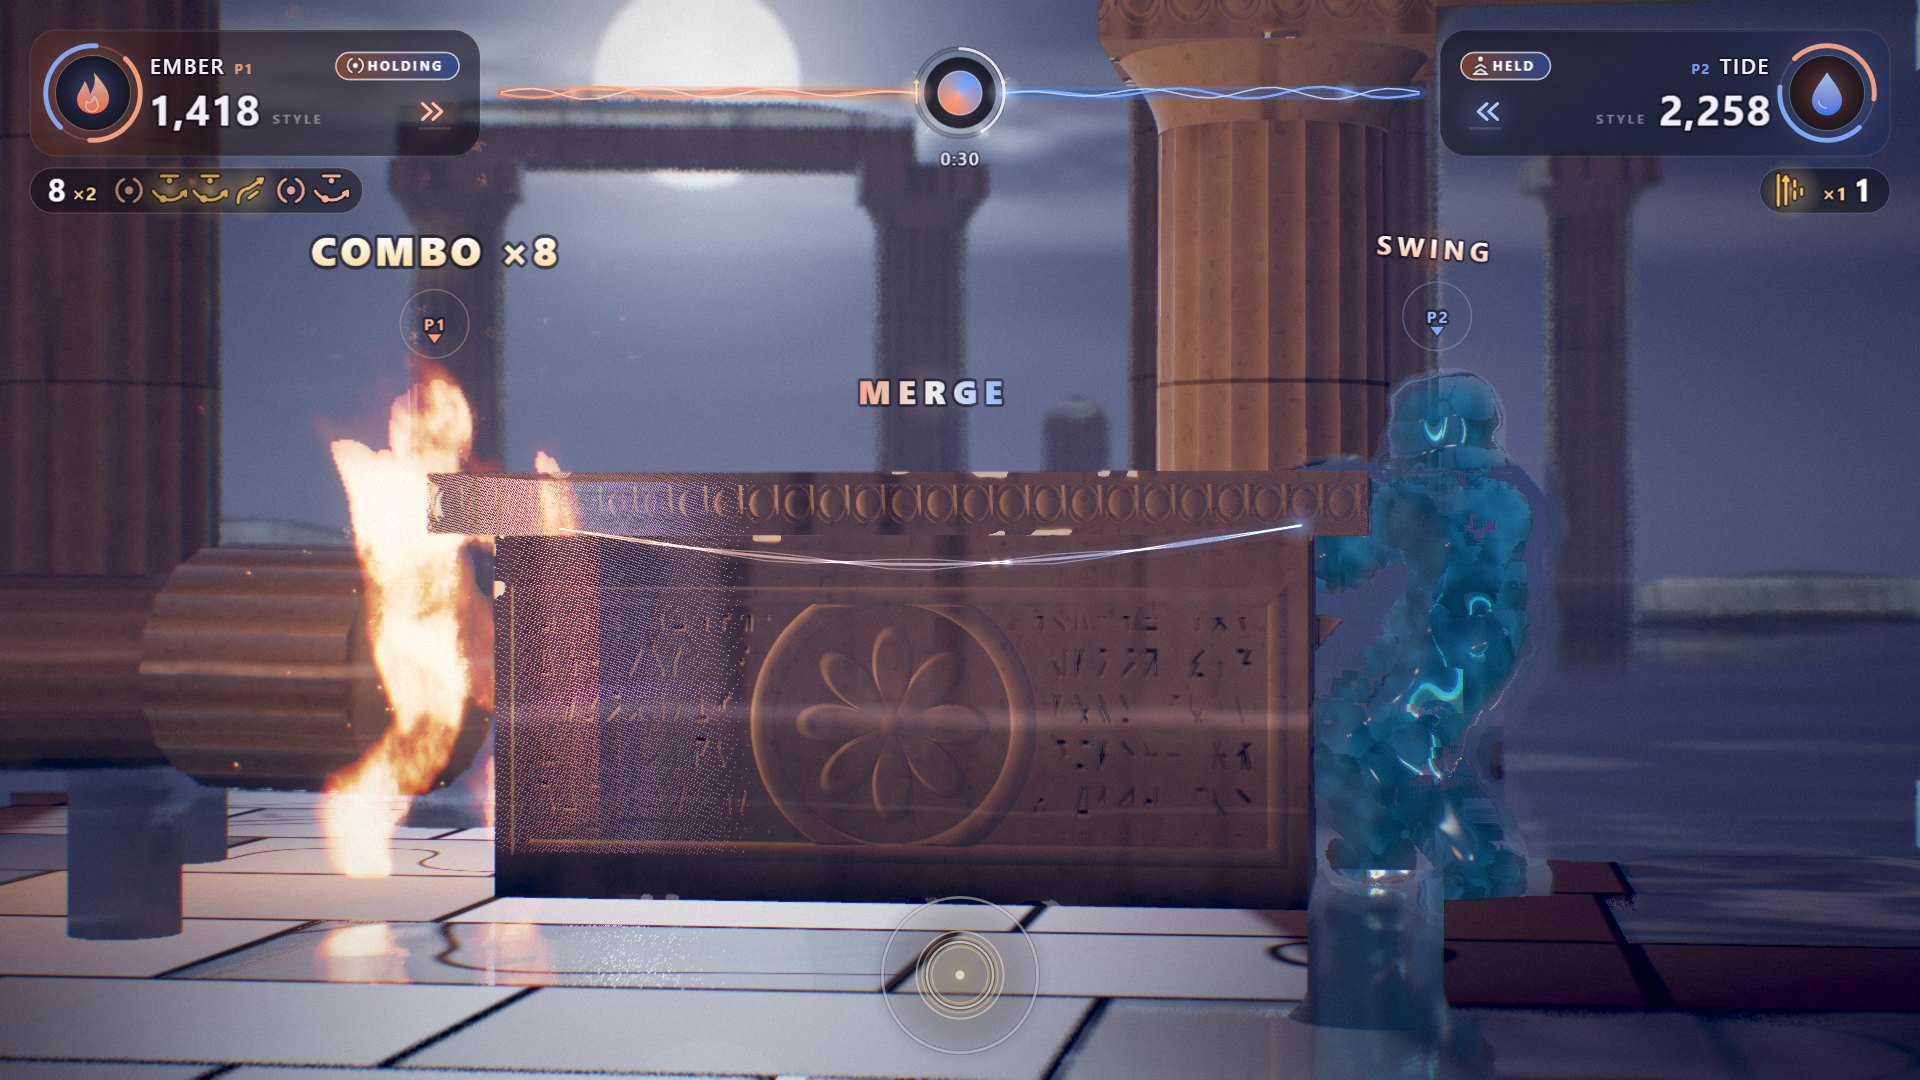 EMBER P1
HOLDING
1,418 STYLE
8 ×2
COMBO ×8
P1
0:30
MERGE
HELD
P2 TIDE
STYLE 2,258
×1 1
SWING
P2